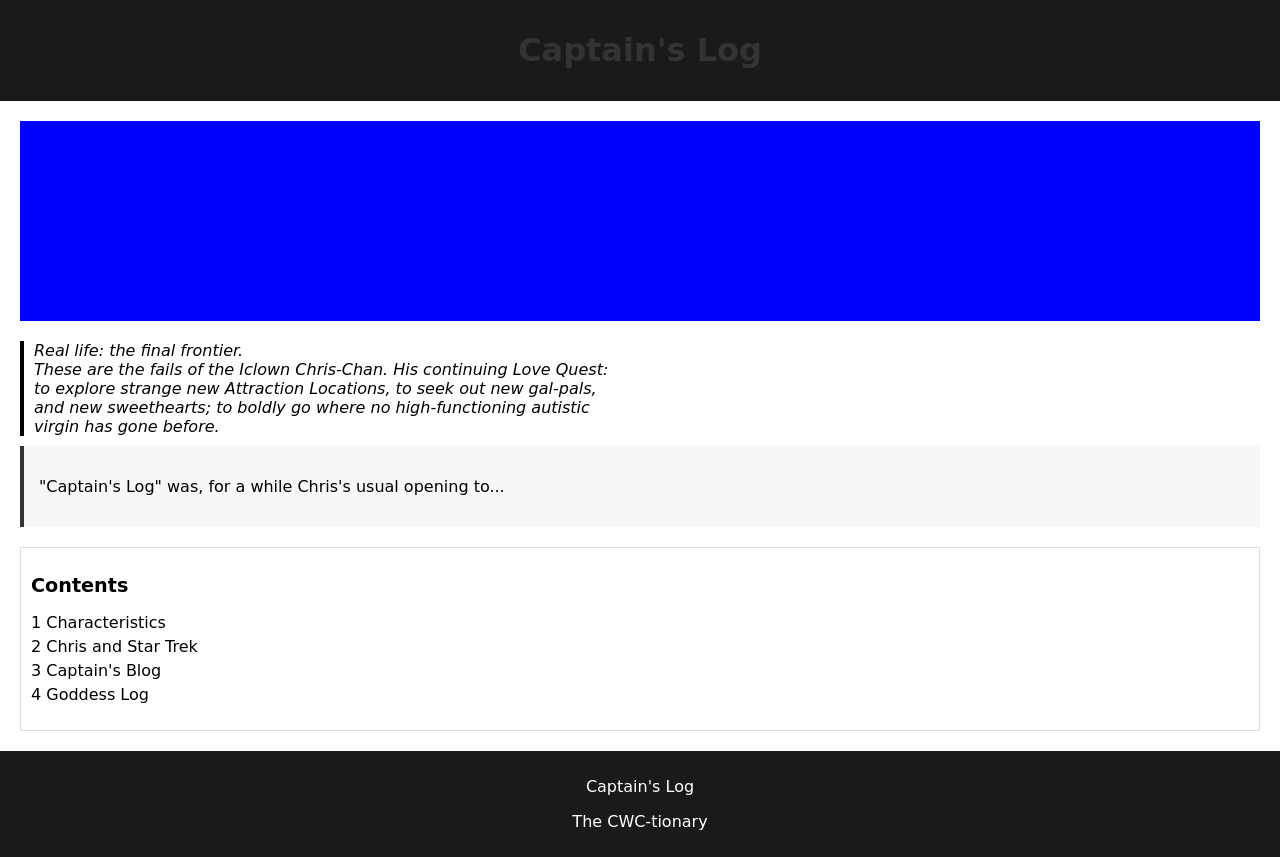 Captain's Log
Real life: the final frontier.
These are the fails of the Iclown Chris-Chan. His continuing Love Quest:
to explore strange new Attraction Locations, to seek out new gal-pals,
and new sweethearts; to boldly go where no high-functioning autistic
virgin has gone before.
"Captain's Log" was, for a while Chris's usual opening to...
Contents
1 Characteristics
2 Chris and Star Trek
3 Captain's Blog
4 Goddess Log
Captain's Log
The CWC-tionary